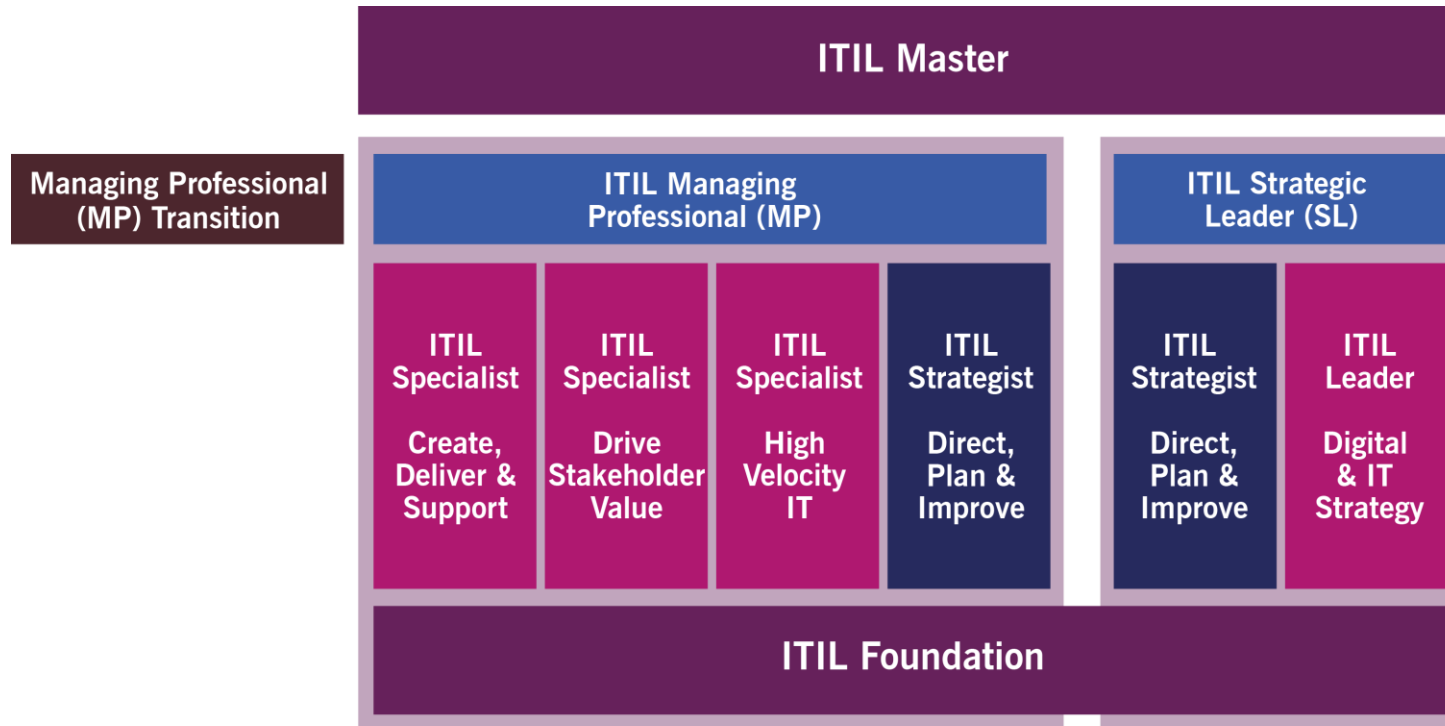 ITIL Master
Managing Professional
(MP) Transition
ITIL Managing
Professional (MP)
ITIL Strategic
Leader (SL)
ITIL
Specialist
Create,
Deliver &
Support
ITIL
Specialist
Drive
Stakeholder
Value
ITIL
Specialist
High
Velocity
IT
ITIL
Strategist
Direct,
Plan &
Improve
ITIL
Strategist
Direct,
Plan &
Improve
ITIL
Leader
Digital
& IT
Strategy
ITIL Foundation